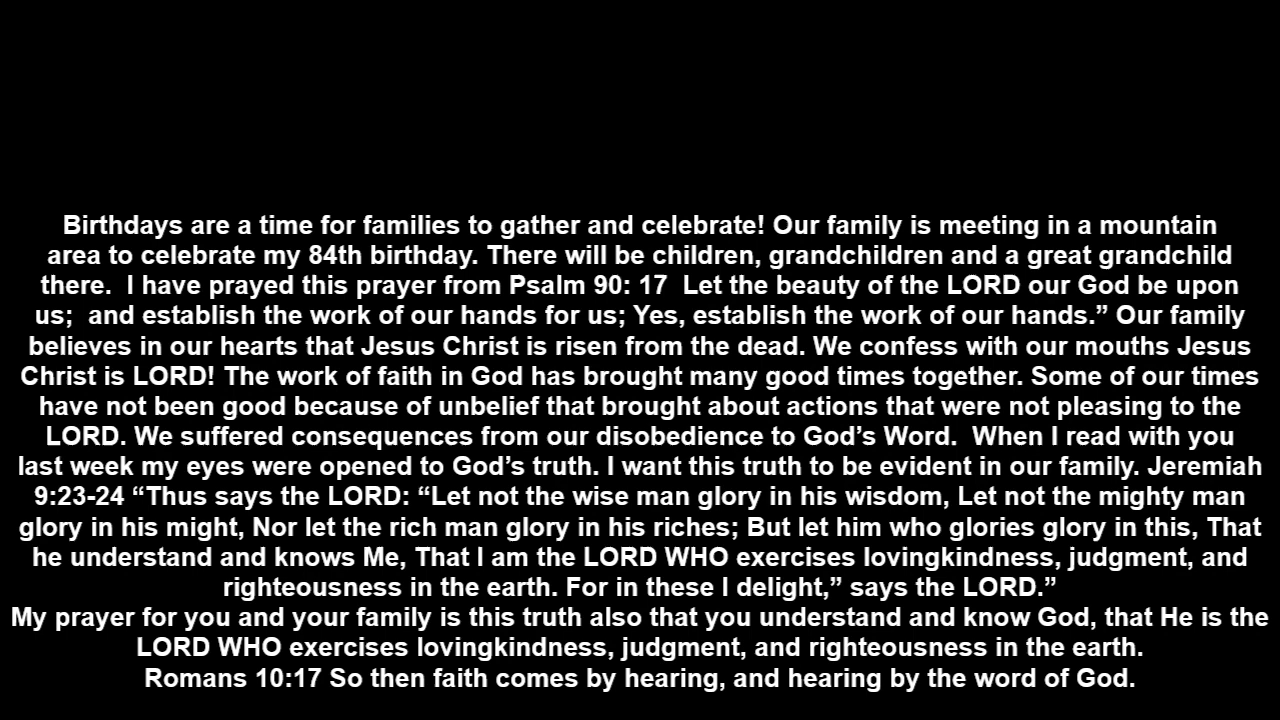 Birthdays are a time for families to gather and celebrate! Our family is meeting in a mountain
area to celebrate my 84th birthday. There will be children, grandchildren and a great grandchild
there.  I have prayed this prayer from Psalm 90: 17  Let the beauty of the LORD our God be upon
us;  and establish the work of our hands for us; Yes, establish the work of our hands.” Our family
believes in our hearts that Jesus Christ is risen from the dead. We confess with our mouths Jesus
Christ is LORD! The work of faith in God has brought many good times together. Some of our times
have not been good because of unbelief that brought about actions that were not pleasing to the
LORD. We suffered consequences from our disobedience to God’s Word.  When I read with you
last week my eyes were opened to God’s truth. I want this truth to be evident in our family. Jeremiah
9:23-24 “Thus says the LORD: “Let not the wise man glory in his wisdom, Let not the mighty man
glory in his might, Nor let the rich man glory in his riches; But let him who glories glory in this, That
he understand and knows Me, That I am the LORD WHO exercises lovingkindness, judgment, and
righteousness in the earth. For in these I delight,” says the LORD.”
My prayer for you and your family is this truth also that you understand and know God, that He is the
LORD WHO exercises lovingkindness, judgment, and righteousness in the earth.
Romans 10:17 So then faith comes by hearing, and hearing by the word of God.